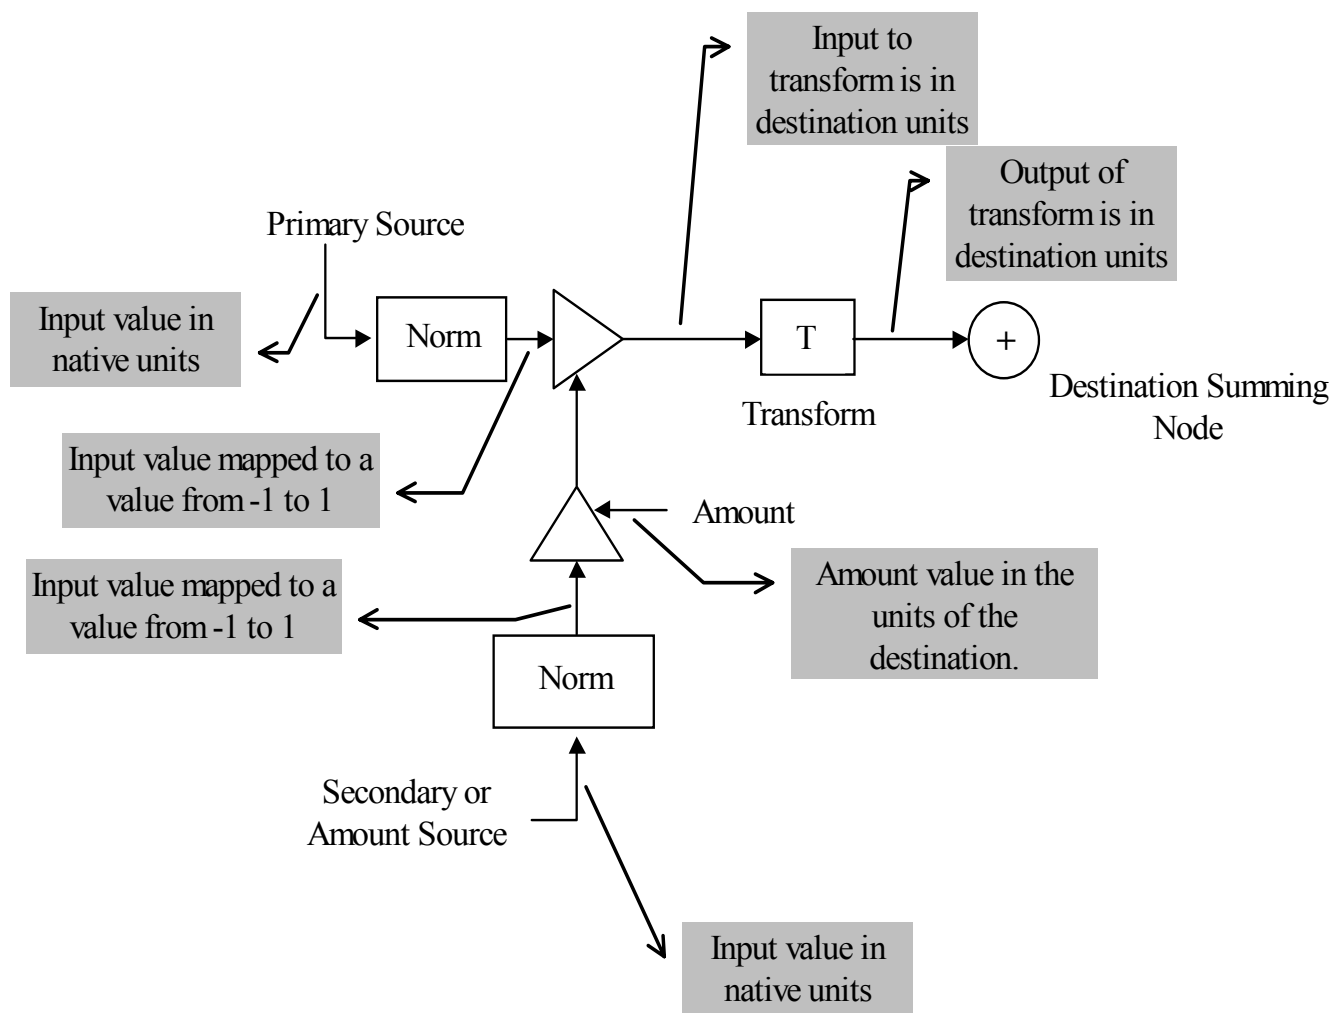 Input to
transform is in
destination units
Output of
transform is in
destination units
Primary Source
Input value in
native units
Norm
T
+
Destination Summing
Node
Transform
Input value mapped to a
value from -1 to 1
Amount
Input value mapped to a
value from -1 to 1
Amount value in the
units of the
destination.
Norm
Secondary or
Amount Source
Input value in
native units